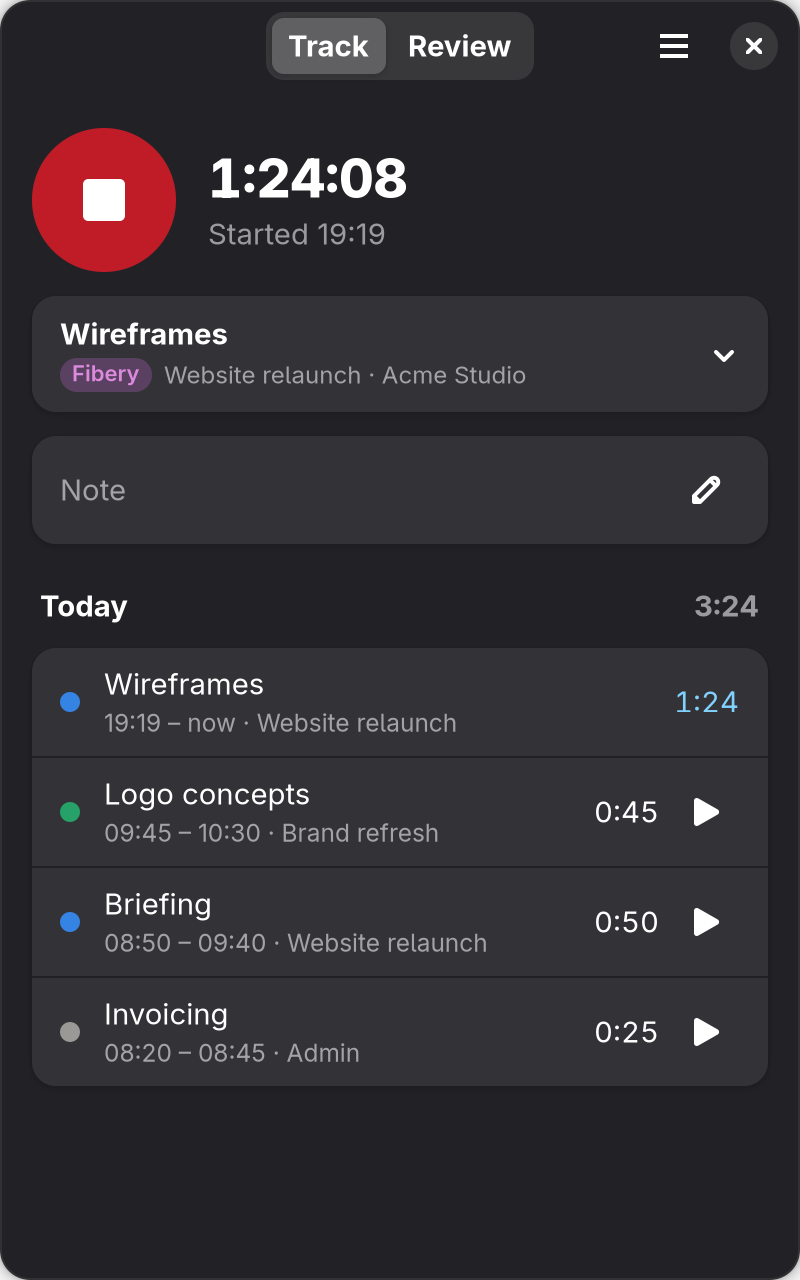 Track Review
1:24:08
Started 19:19
Wireframes
Fibery Website relaunch · Acme Studio
Note
Today 3:24
Wireframes
19:19 – now · Website relaunch
1:24
Logo concepts
09:45 – 10:30 · Brand refresh
0:45
Briefing
08:50 – 09:40 · Website relaunch
0:50
Invoicing
08:20 – 08:45 · Admin
0:25